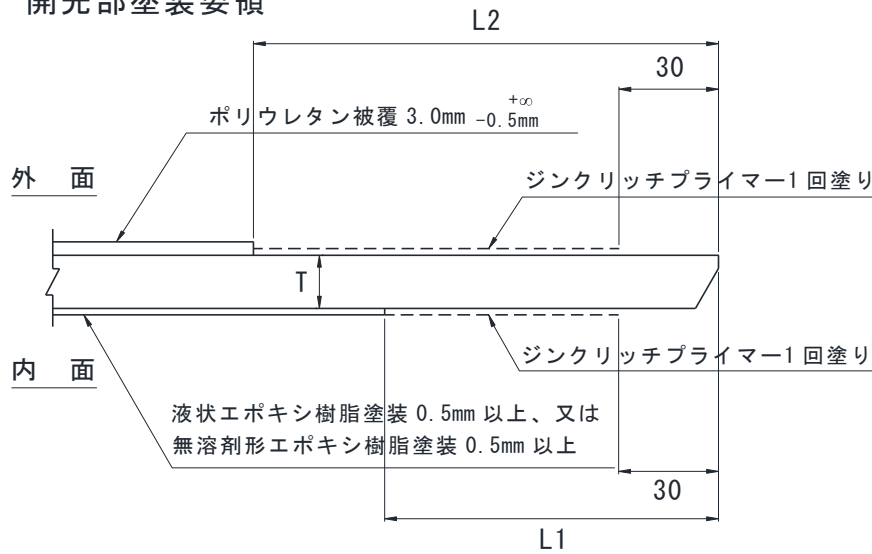 開先部塗装要領
L2
30
ポリウレタン被覆 3.0mm +∞ -0.5mm
外 面
ジンクリッチプライマー1 回塗り
T
ジンクリッチプライマー1 回塗り
内 面
液状エポキシ樹脂塗装 0.5mm 以上、又は
無溶剤形エポキシ樹脂塗装 0.5mm 以上
30
L1